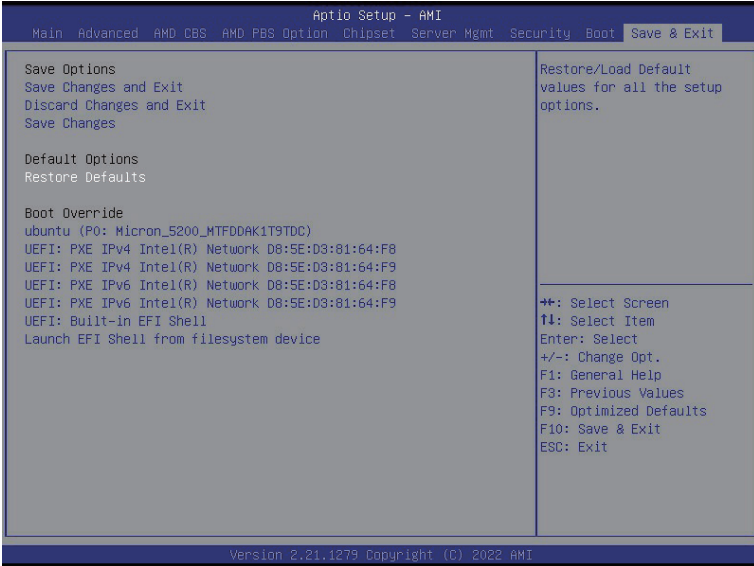 Aptio Setup - AMI
Main Advanced AMD CBS AMD PBS Option Chipset Server Mgmt Security Boot Save & Exit
Save Options
Save Changes and Exit
Discard Changes and Exit
Save Changes
Default Options
Restore Defaults
Boot Override
ubuntu (P0: Micron_5200_MTFDDAK1T9TDC)
UEFI: PXE IPv4 Intel(R) Network D8:5E:D3:81:64:F8
UEFI: PXE IPv4 Intel(R) Network D8:5E:D3:81:64:F9
UEFI: PXE IPv6 Intel(R) Network D8:5E:D3:81:64:F8
UEFI: PXE IPv6 Intel(R) Network D8:5E:D3:81:64:F9
UEFI: Built-in EFI Shell
Launch EFI Shell from filesystem device
Restore/Load Default
values for all the setup
options.
→←: Select Screen
↑↓: Select Item
Enter: Select
+/-: Change Opt.
F1: General Help
F3: Previous Values
F9: Optimized Defaults
F10: Save & Exit
ESC: Exit
Version 2.21.1279 Copyright (C) 2022 AMI